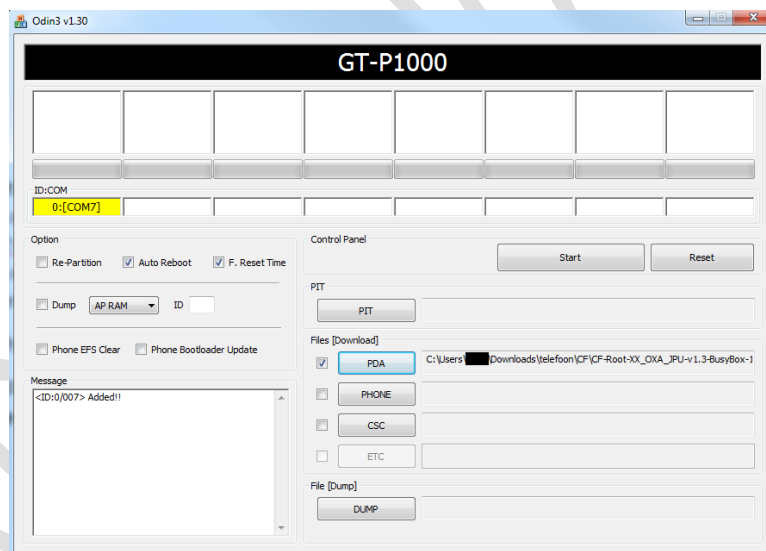 Odin3 v1.30
GT-P1000
ID:COM
0:[COM7]
Option
Re-Partition Auto Reboot F. Reset Time
Dump AP RAM ID
Phone EFS Clear Phone Bootloader Update
Message
<ID:0/007> Added!!
Control Panel
Start Reset
PIT
PIT
Files [Download]
PDA C:\Users\ \Downloads\telefoon\CF\CF-Root-XX_OXA_JPU-v1.3-BusyBox-1
PHONE
CSC
ETC
File [Dump]
DUMP